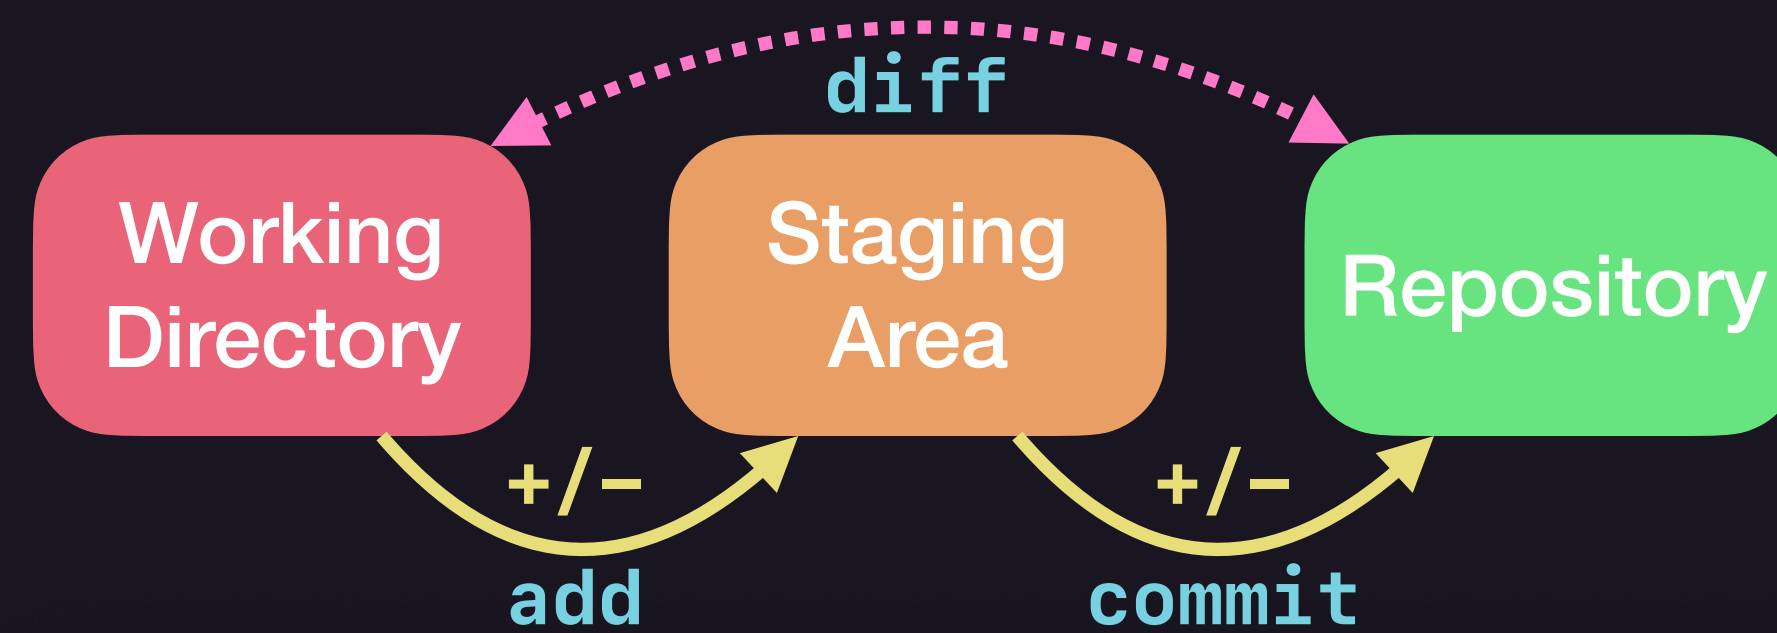 diff
Working
Directory
Staging
Area
Repository
+/-
+/-
add
commit